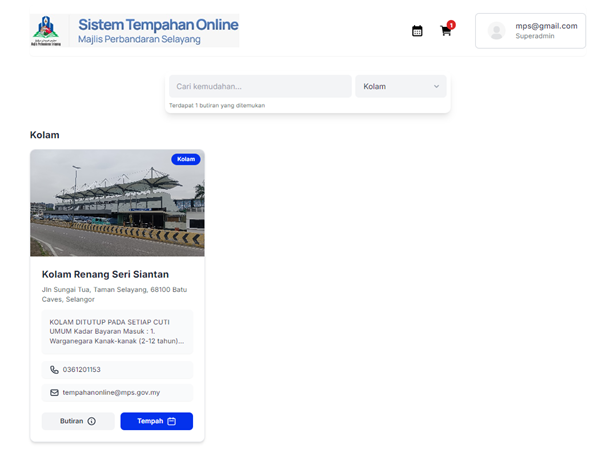 Sistem Tempahan Online
Majlis Perbandaran Selayang
1
mps@gmail.com
Superadmin
Cari kemudahan...
Kolam
Terdapat 1 butiran yang ditemukan
Kolam
Kolam
Kolam Renang Seri Siantan
Jln Sungai Tua, Taman Selayang, 68100 Batu
Caves, Selangor
KOLAM DITUTUP PADA SETIAP CUTI
UMUM Kadar Bayaran Masuk : 1.
Warganegara Kanak-kanak (2-12 tahun)...
0361201153
tempahanonline@mps.gov.my
Butiran
Tempah